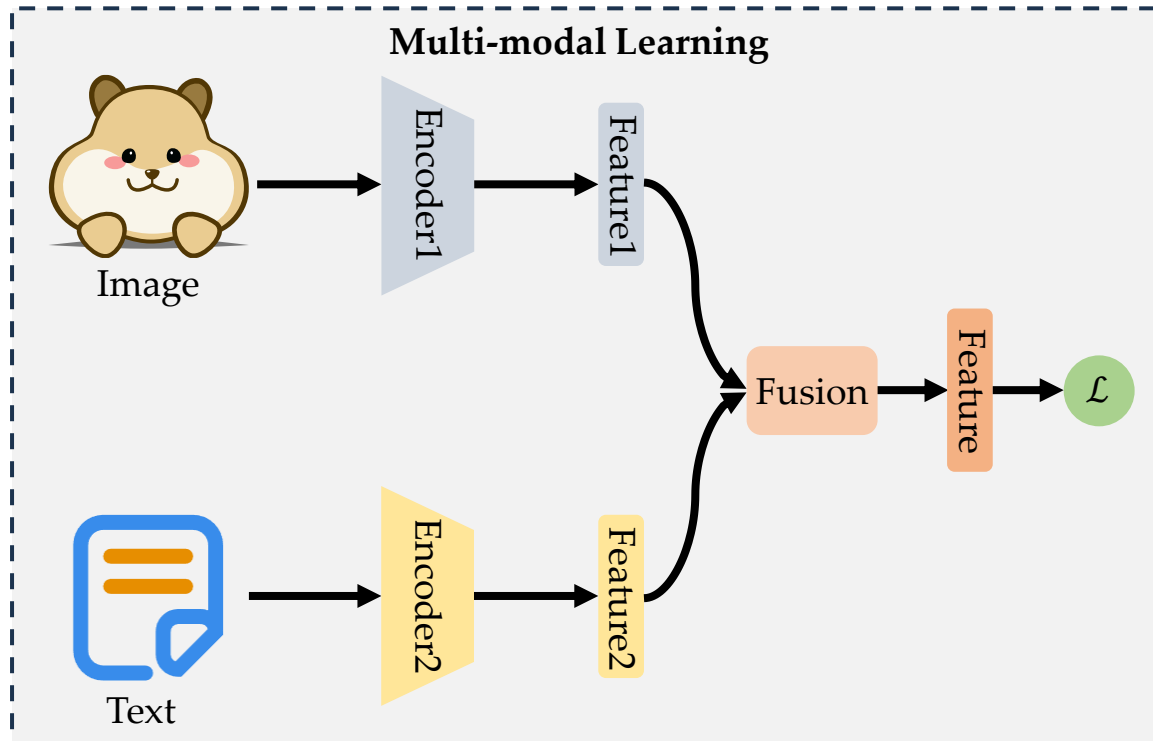 Multi-modal Learning
Image
Encoder1
Feature1
Text
Encoder2
Feature2
Fusion
Feature
ℒ